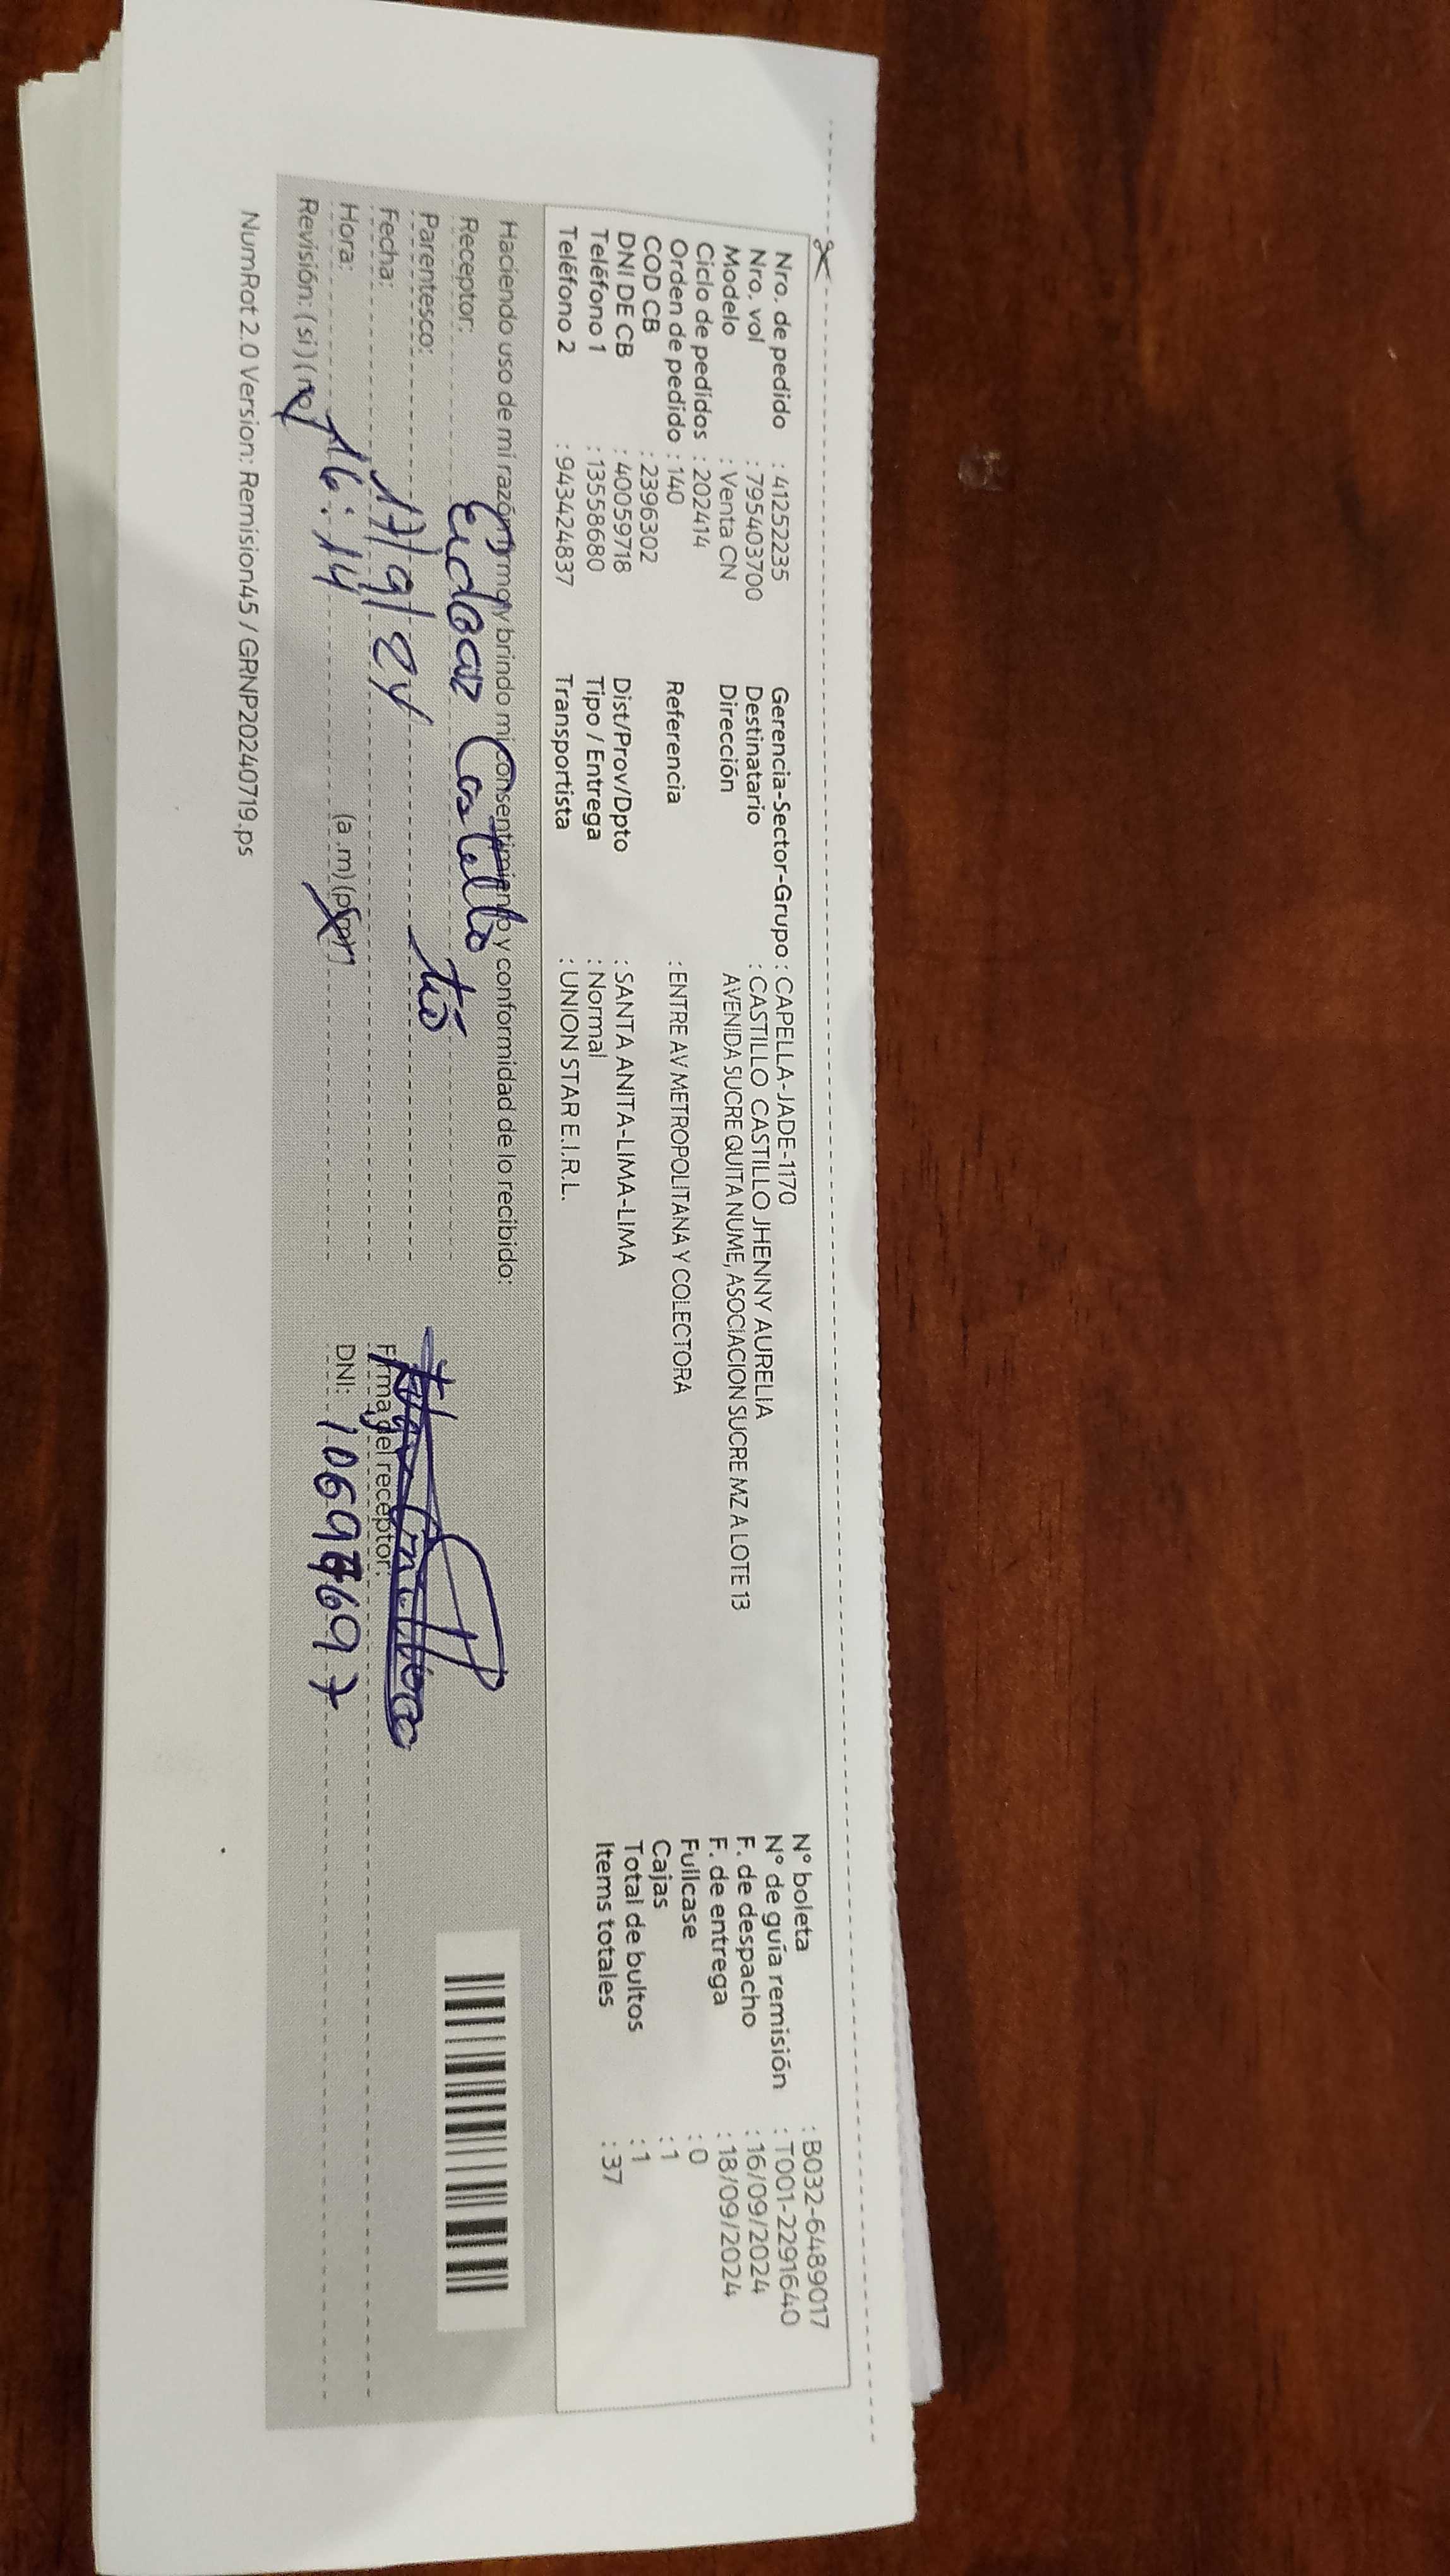 Nro. de pedido : 41252235
Nro. vol : 795403700
Modelo : Venta CN
Ciclo de pedidos : 202414
Orden de pedido : 140
COD CB : 2396302
DNI DE CB : 40059718
Teléfono 1 : 13558680
Teléfono 2 : 943424837
Gerencia-Sector-Grupo : CAPELLA-JADE-1170
Destinatario : CASTILLO CASTILLO JHENNY AURELIA
Dirección AVENIDA SUCRE QUITA NUME, ASOCIACION SUCRE MZ A LOTE 13
Referencia : ENTRE AV METROPOLITANA Y COLECTORA
Dist/Prov/Dpto : SANTA ANITA-LIMA-LIMA
Tipo / Entrega : Normal
Transportista : UNION STAR E.I.R.L.
N° boleta : B032-6489017
N° de guía remisión : T001-2291640
F. de despacho : 16/09/2024
F. de entrega : 18/09/2024
Fullcase : 0
Cajas : 1
Total de bultos : 1
Items totales : 37
Haciendo uso de mi razón firmo y brindo mi consentimiento y conformidad de lo recibido:
Receptor: Castillo
Parentesco: tío
Fecha: 17/9/24
Hora: 16:14 (a.m) (p.m)
Revisión: (si) (no)
Firma del receptor:
DNI:
NumRot 2.0 Version: Remision45 / GRNP20240719.ps